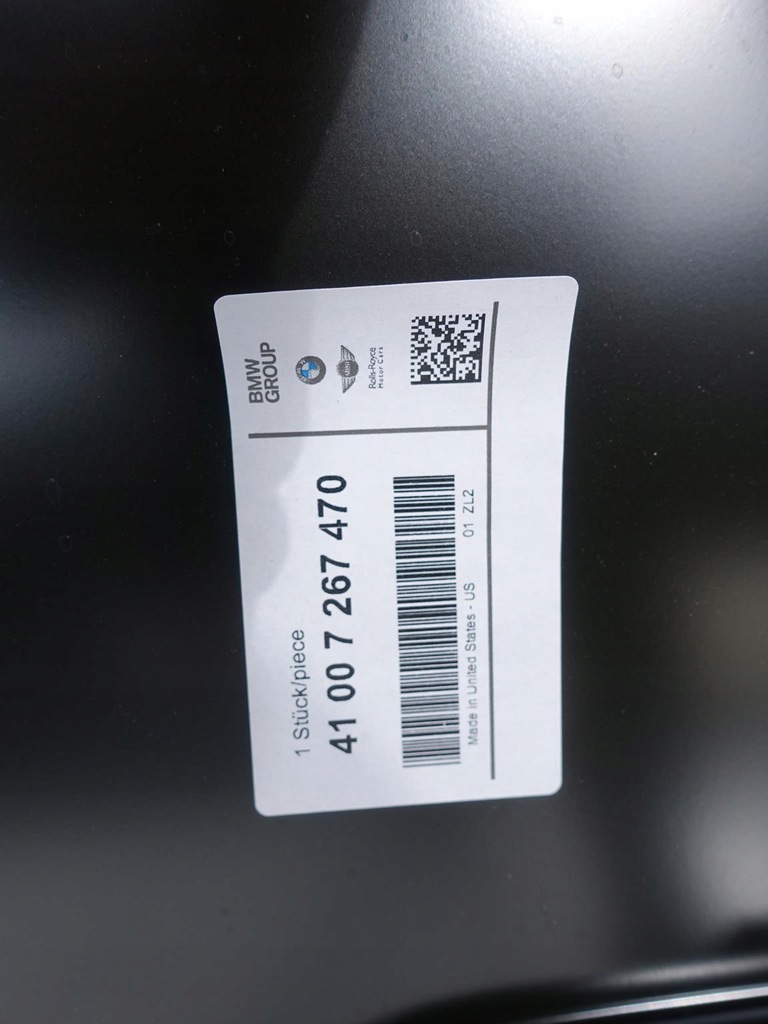 BMW
GROUP
Rolls-Royce
Motor Cars
1 Stück/piece
41 00 7 267 470
Made in United States - US 01 ZL2